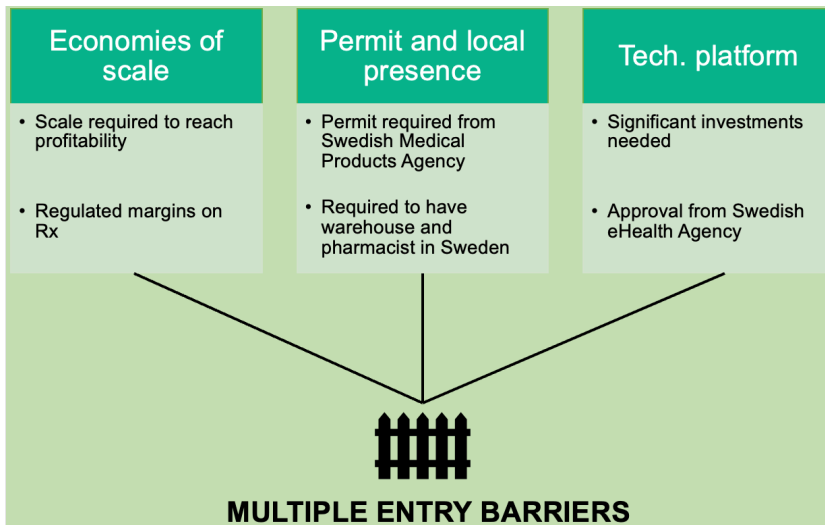 Economies of
scale
• Scale required to reach
profitability
• Regulated margins on
Rx
Permit and local
presence
• Permit required from
Swedish Medical
Products Agency
• Required to have
warehouse and
pharmacist in Sweden
Tech. platform
• Significant investments
needed
• Approval from Swedish
eHealth Agency
MULTIPLE ENTRY BARRIERS